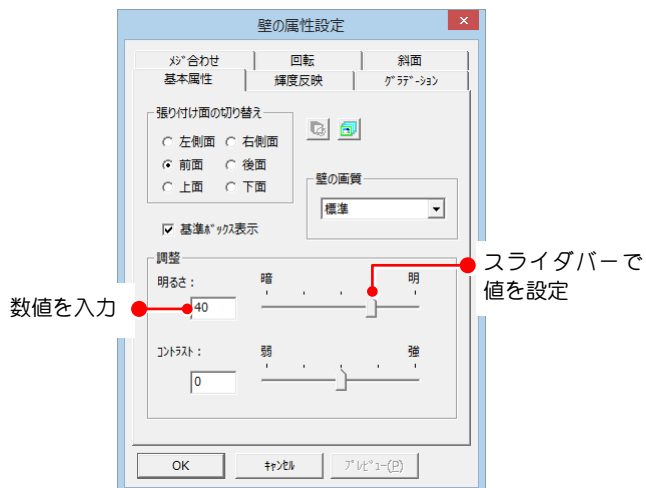 壁の属性設定
×
ﾒｼﾞ合わせ 回転 斜面
基本属性 輝度反映 ｸﾞﾗﾃﾞｰｼｮﾝ
張り付け面の切り替え
左側面 右側面
前面 後面
上面 下面
壁の画質
標準
基準ﾎﾞｯｸｽ表示
調整
明るさ： 暗 明
40
ｺﾝﾄﾗｽﾄ： 弱 強
0
OK ｷｬﾝｾﾙ ﾌﾟﾚﾋﾞｭｰ(P)
数値を入力
スライダバーで
値を設定